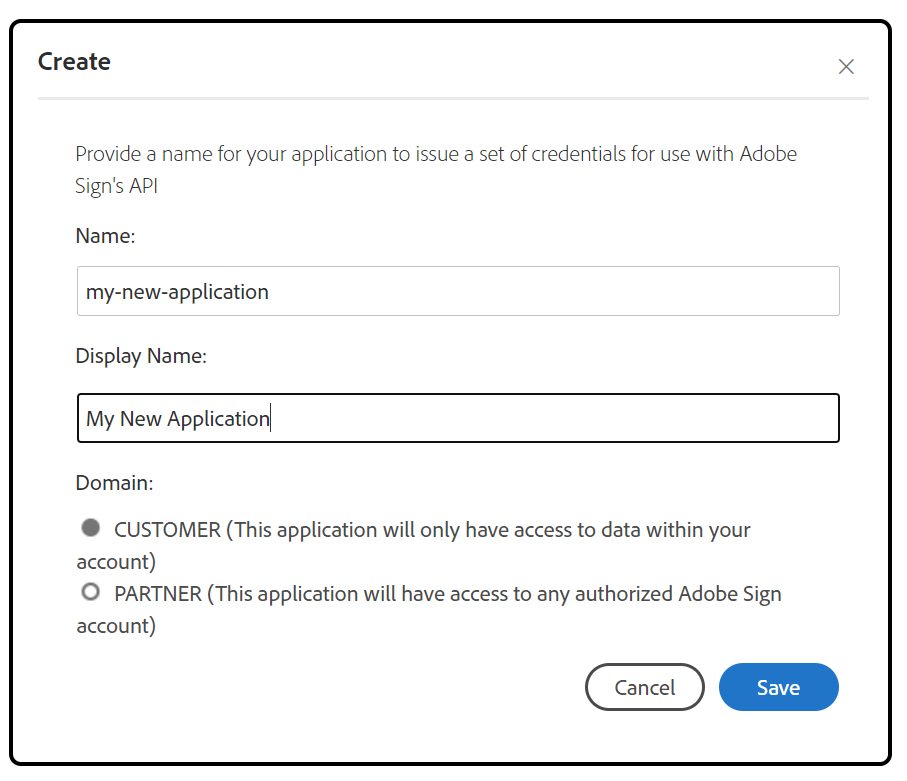 Create
Provide a name for your application to issue a set of credentials for use with Adobe
Sign's API
Name:
my-new-application
Display Name:
My New Application
Domain:
CUSTOMER (This application will only have access to data within your
account)
PARTNER (This application will have access to any authorized Adobe Sign
account)
Cancel
Save